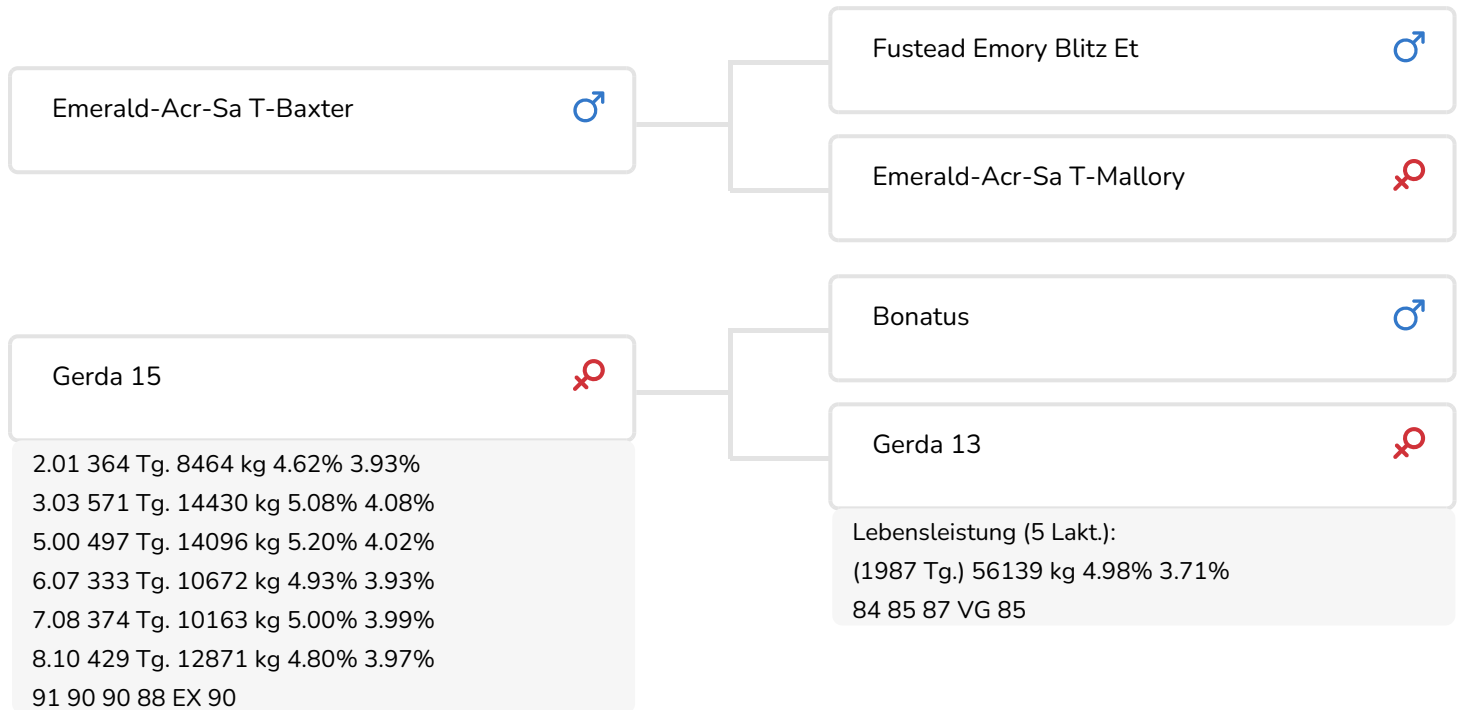 Fustead Emory Blitz Et
Emerald-Acr-Sa T-Baxter
Emerald-Acr-Sa T-Mallory
Bonatus
Gerda 15
2.01 364 Tg. 8464 kg 4.62% 3.93%
3.03 571 Tg. 14430 kg 5.08% 4.08%
5.00 497 Tg. 14096 kg 5.20% 4.02%
6.07 333 Tg. 10672 kg 4.93% 3.93%
7.08 374 Tg. 10163 kg 5.00% 3.99%
8.10 429 Tg. 12871 kg 4.80% 3.97%
91 90 90 88 EX 90
Gerda 13
Lebensleistung (5 Lakt.):
(1987 Tg.) 56139 kg 4.98% 3.71%
84 85 87 VG 85